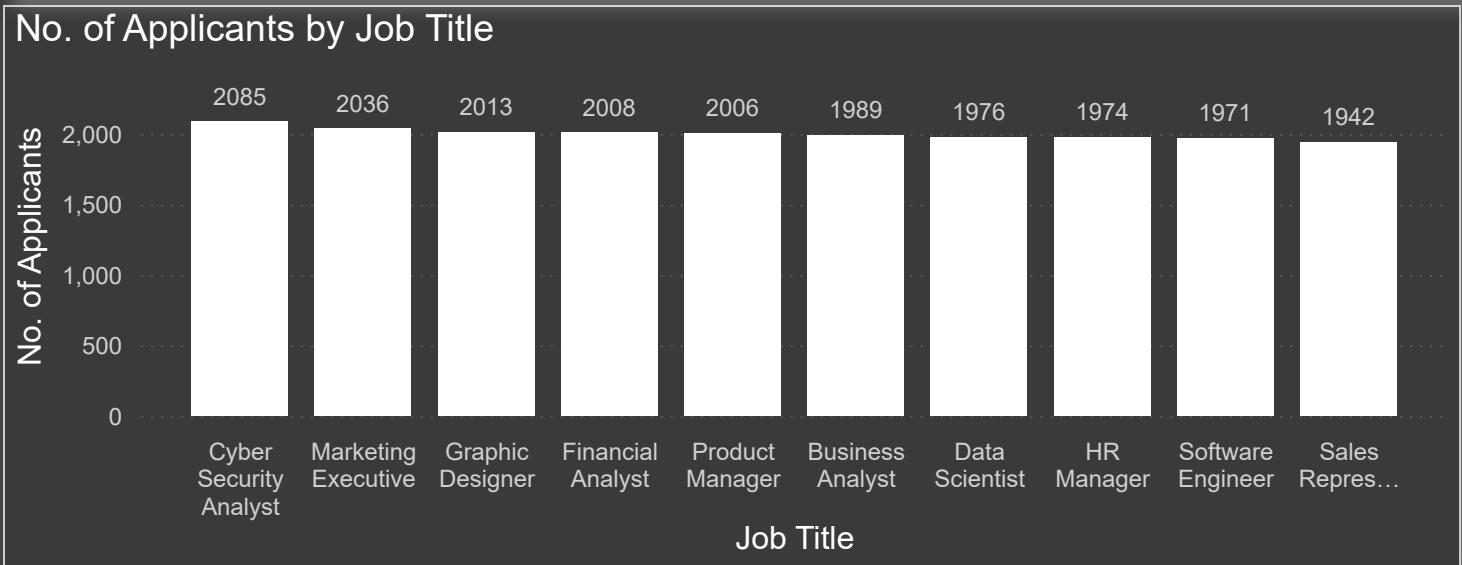 No. of Applicants by Job Title
No. of Applicants
2,000
1,500
1,000
500
0
2085
2036
2013
2008
2006
1989
1976
1974
1971
1942
Cyber
Security
Analyst
Marketing
Executive
Graphic
Designer
Financial
Analyst
Product
Manager
Business
Analyst
Data
Scientist
HR
Manager
Software
Engineer
Sales
Repres…
Job Title